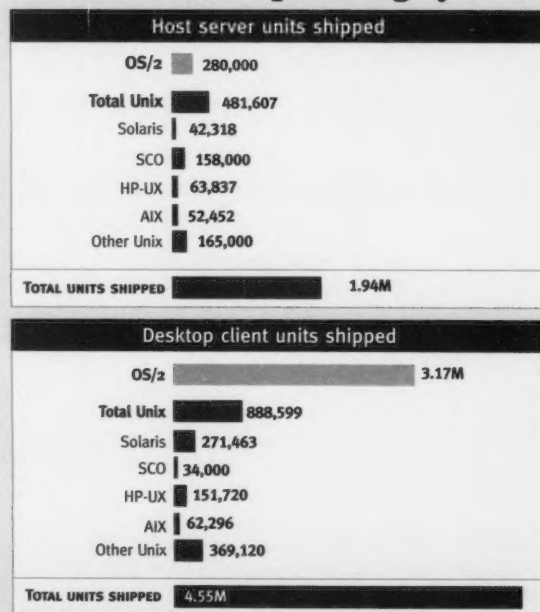 Host server units shipped
OS/2 280,000
Total Unix 481,607
Solaris 42,318
SCO 158,000
HP-UX 63,837
AIX 52,452
Other Unix 165,000
TOTAL UNITS SHIPPED 1.94M
Desktop client units shipped
OS/2 3.17M
Total Unix 888,599
Solaris 271,463
SCO 34,000
HP-UX 151,720
AIX 62,296
Other Unix 369,120
TOTAL UNITS SHIPPED 4.55M